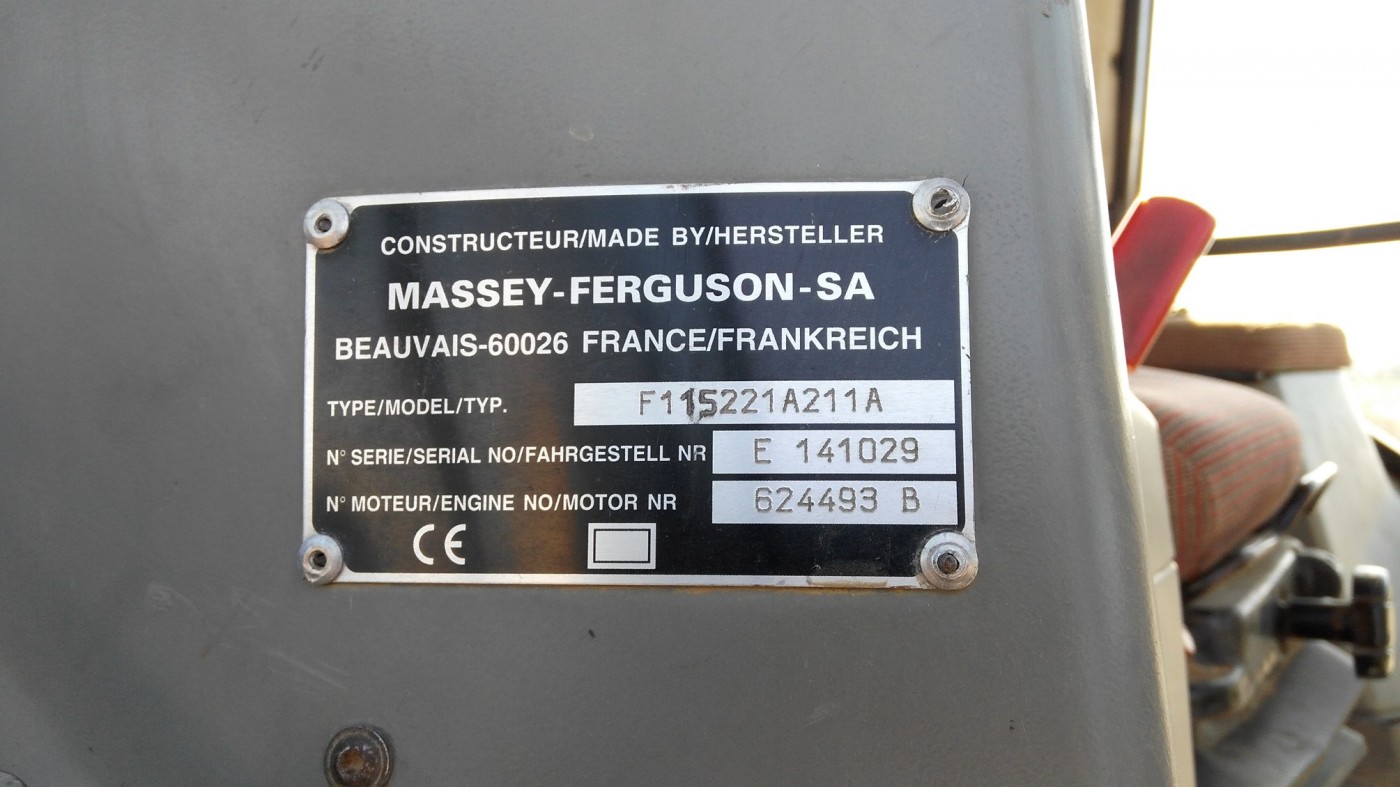 CONSTRUCTEUR/MADE BY/HERSTELLER
MASSEY-FERGUSON-SA
BEAUVAIS-60026 FRANCE/FRANKREICH
TYPE/MODEL/TYP. F115221A211A
N° SERIE/SERIAL NO/FAHRGESTELL NR E 141029
N° MOTEUR/ENGINE NO/MOTOR NR 624493 B
CE